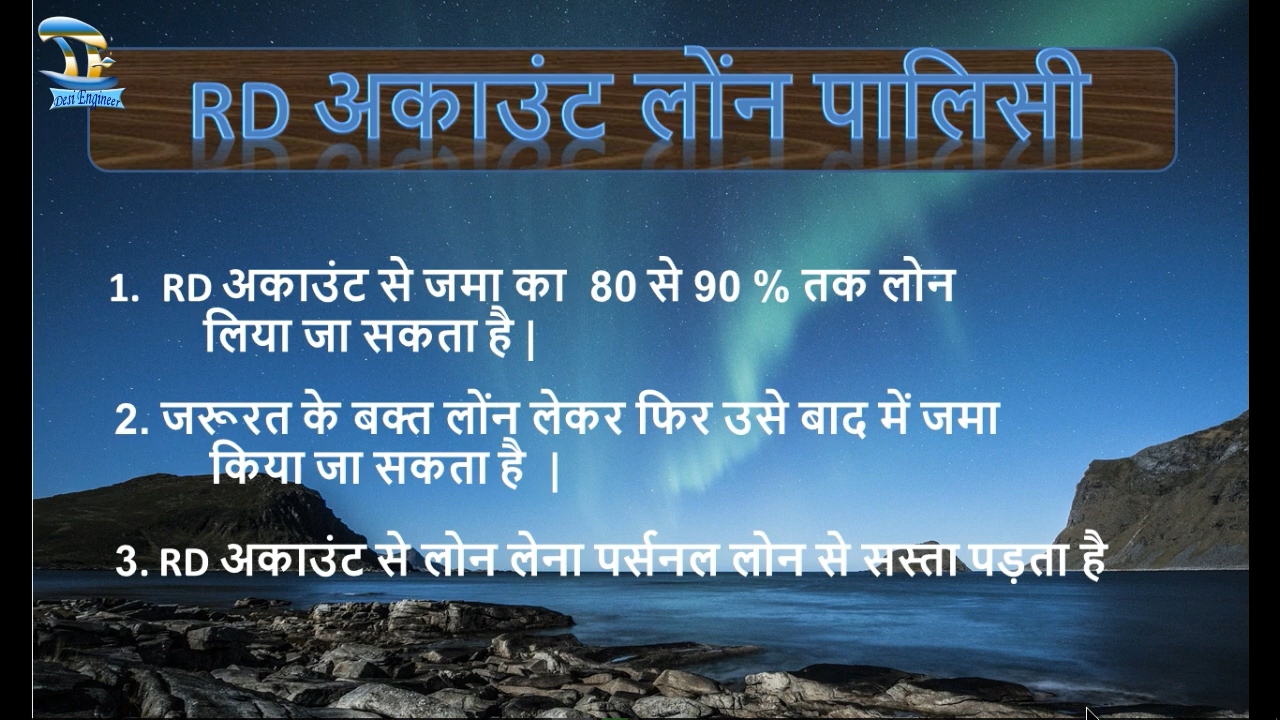 Desi Engineer
RD अकाउंट लोंन पालिसी
1. RD अकाउंट से जमा का 80 से 90 % तक लोन
लिया जा सकता है |
2. जरूरत के बक्त लोंन लेकर फिर उसे बाद में जमा
किया जा सकता है |
3. RD अकाउंट से लोन लेना पर्सनल लोन से सस्ता पड़ता है